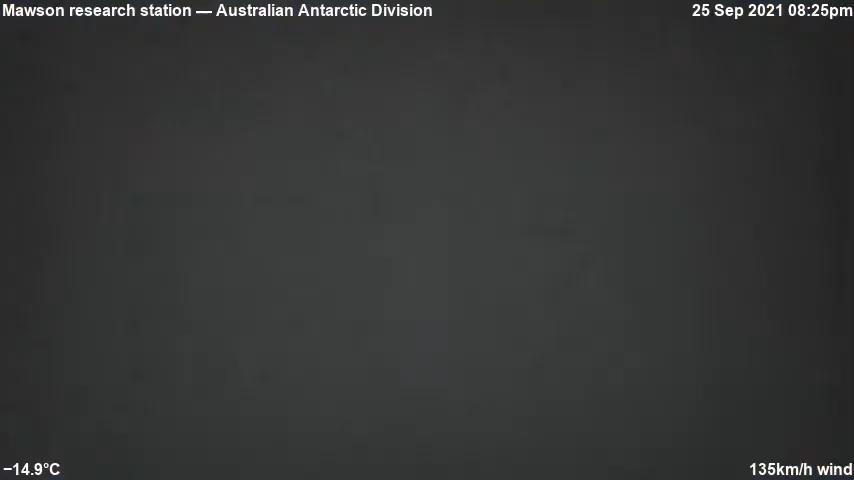 Mawson research station — Australian Antarctic Division
25 Sep 2021 08:25pm
−14.9°C
135km/h wind